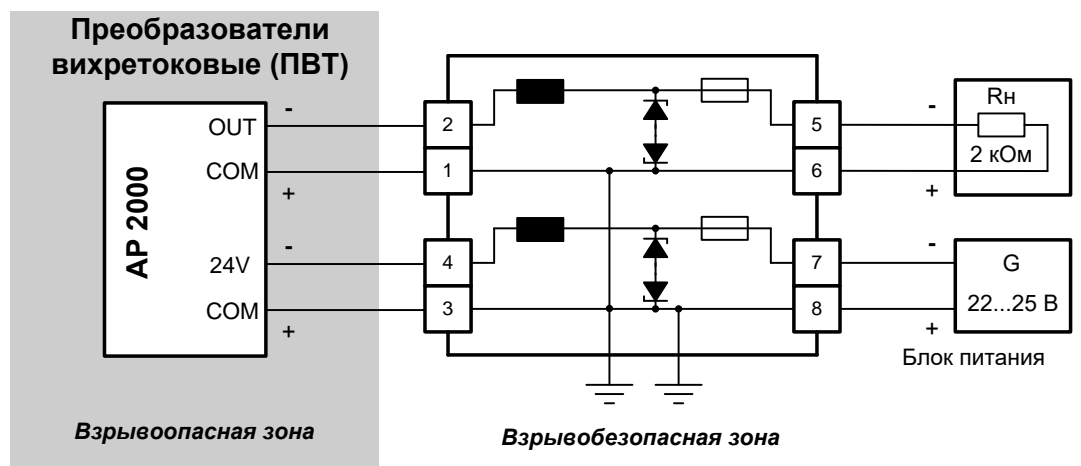 Преобразователи
вихретоковые (ПВТ)
AP 2000
OUT
-
COM
+
24V
-
COM
+
2
1
4
3
5
6
7
8
-
+
Rн
2 кОм
-
+
G
22...25 В
Блок питания
Взрывоопасная зона
Взрывобезопасная зона